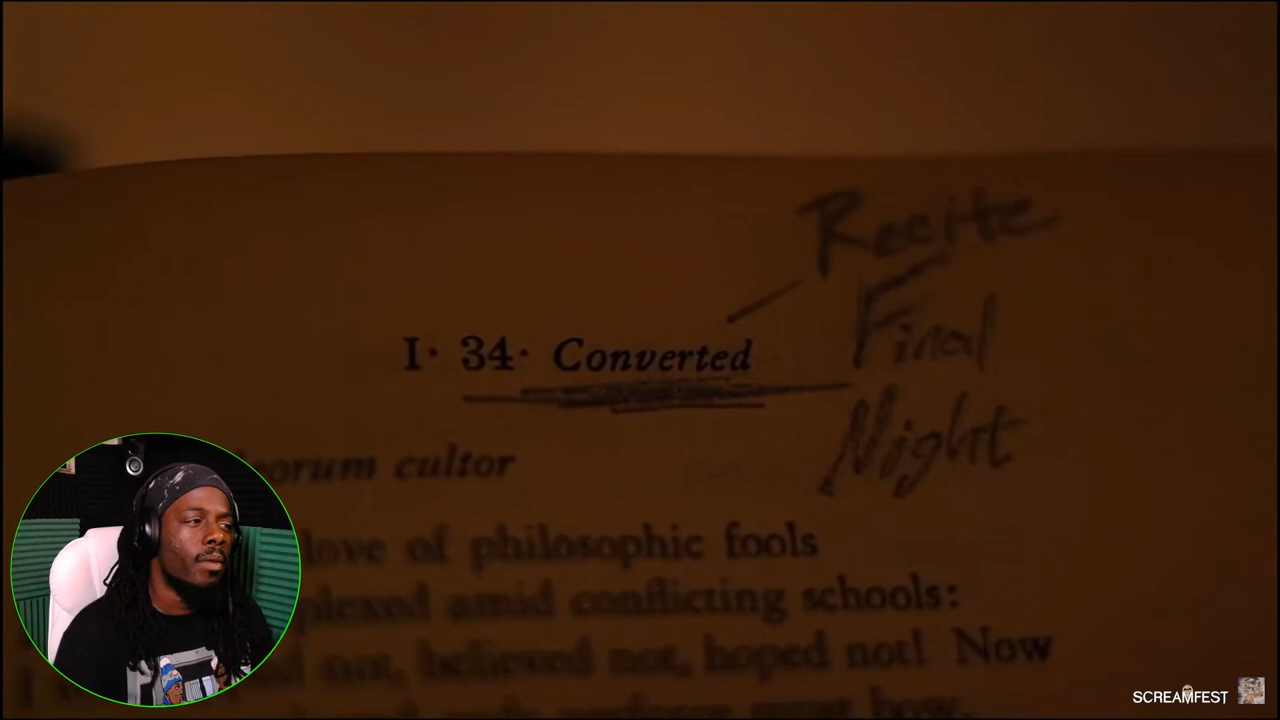 Recite
Final
Night
I· 34· Converted
cultor
love of philosophic fools
amid conflicting schools:
not, believed not, hoped not! Now
bow,
SCREAMFEST